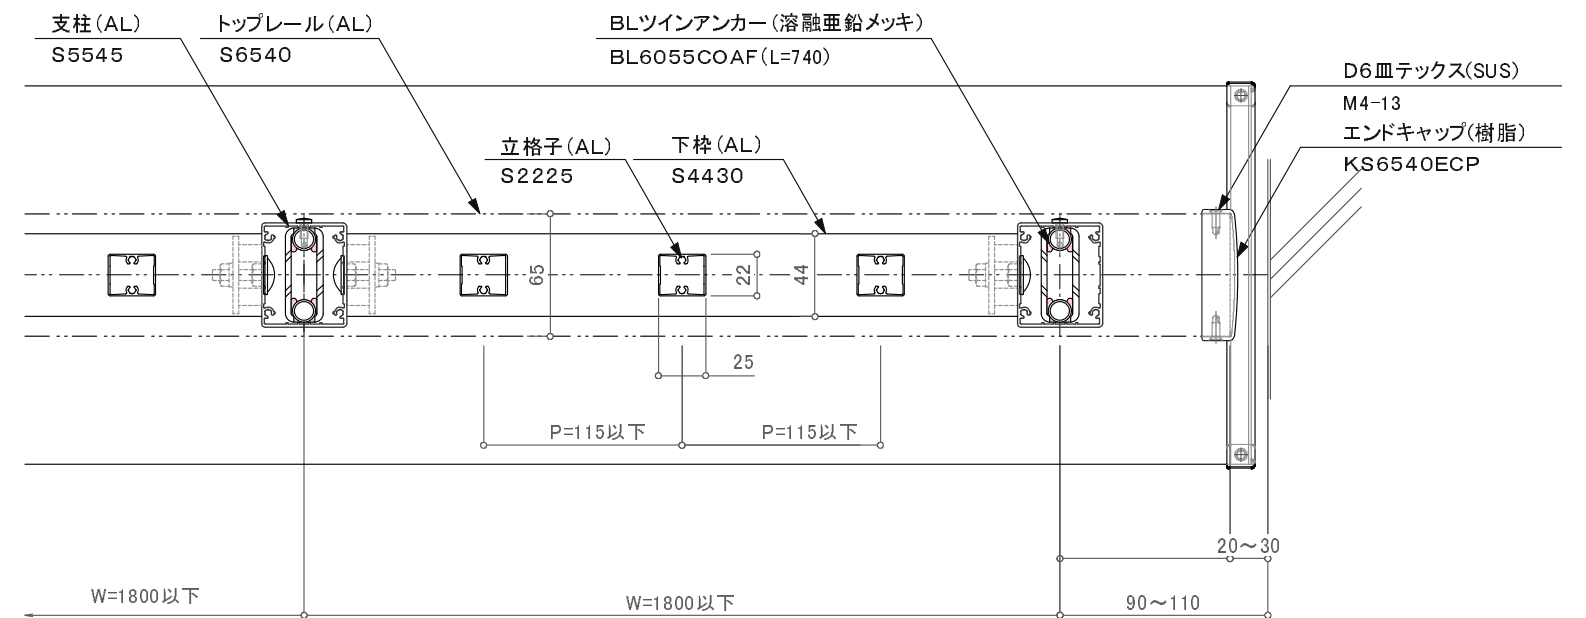 支柱(AL)
S5545
トップレール(AL)
S6540
BLツインアンカー(溶融亜鉛メッキ)
BL6055COAF(L=740)
D6皿テックス(SUS)
M4-13
エンドキャップ(樹脂)
KS6540ECP
立格子(AL)
S2225
下枠(AL)
S4430
65
22
44
25
P=115以下
P=115以下
20～30
W=1800以下
W=1800以下
90～110